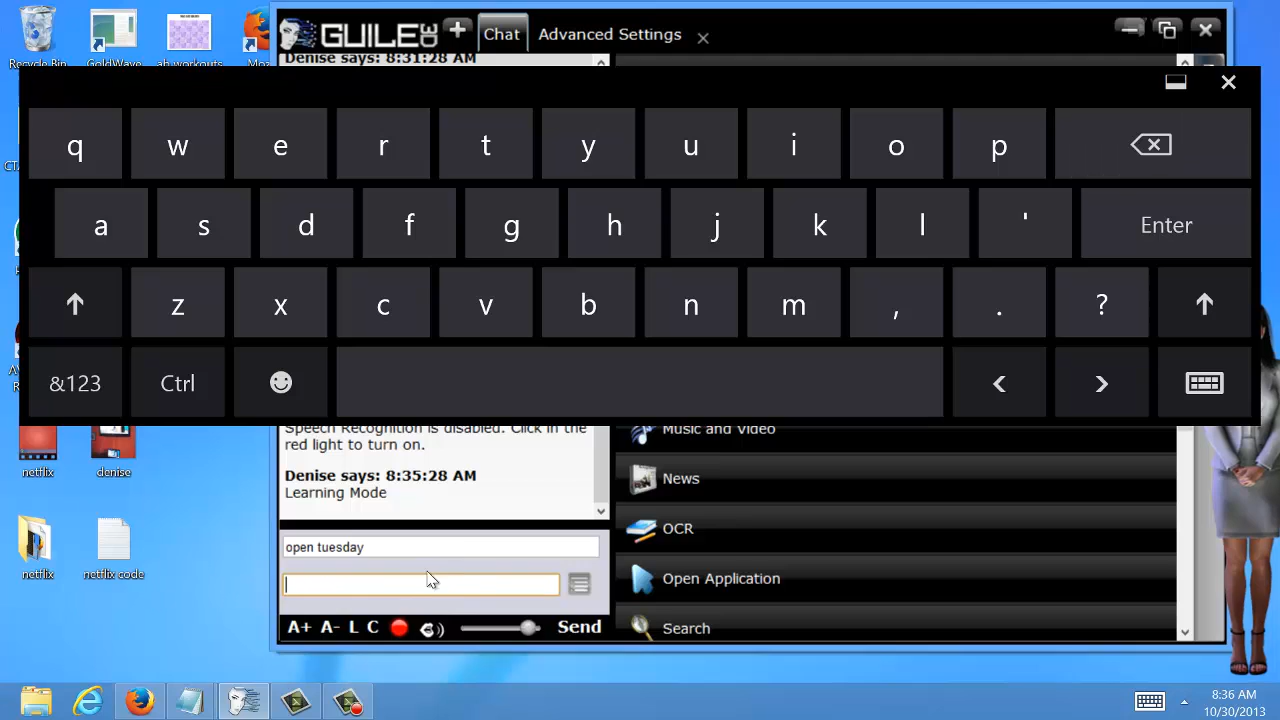 GUILE
Chat
Advanced Settings
Recycle Bin
GoldWave
ab workouts
Denise says: 8:31:28 AM
q w e r t y u i o p
a s d f g h j k l ' Enter
z x c v b n m , . ?
&123 Ctrl < >
netflix
denise
Speech Recognition is disabled. Click in the
red light to turn on.
Denise says: 8:35:28 AM
Learning Mode
Music and Video
News
OCR
Open Application
Search
open tuesday
netflix
netflix code
A+ A- L C Send
8:36 AM
10/30/2013